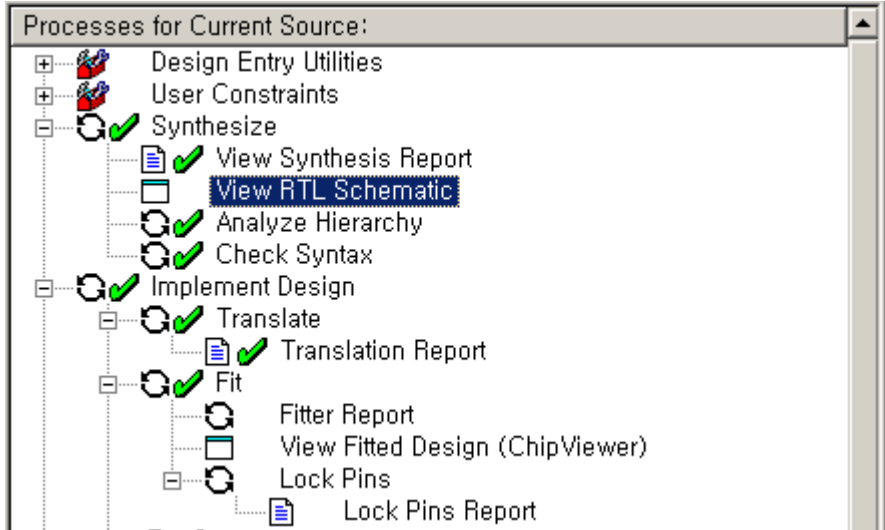 Processes for Current Source:
Design Entry Utilities
User Constraints
Synthesize
View Synthesis Report
View RTL Schematic
Analyze Hierarchy
Check Syntax
Implement Design
Translate
Translation Report
Fit
Fitter Report
View Fitted Design (ChipViewer)
Lock Pins
Lock Pins Report